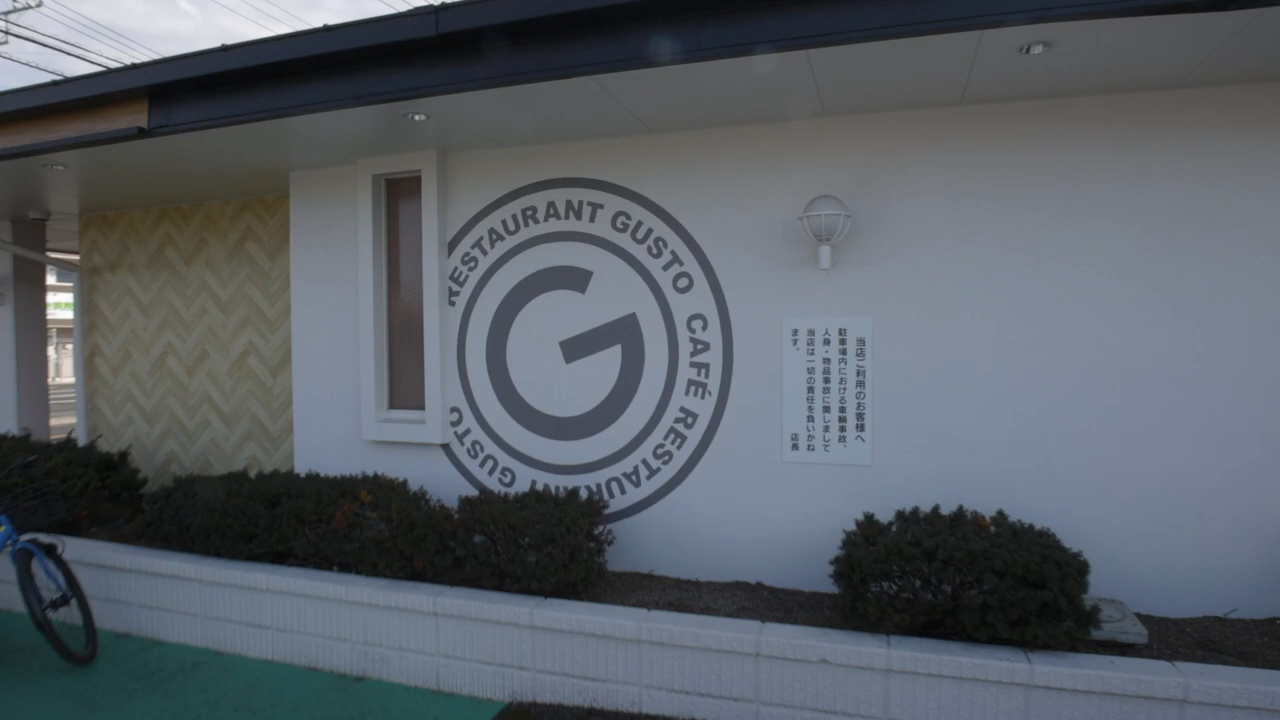 RESTAURANT GUSTO CAFÉ RESTAURANT GUSTO
G
当店ご利用のお客様へ
駐車場内における車輌事故、
人身・物品事故に関しまして
当店は一切の責任を負いかね
ます。
店長